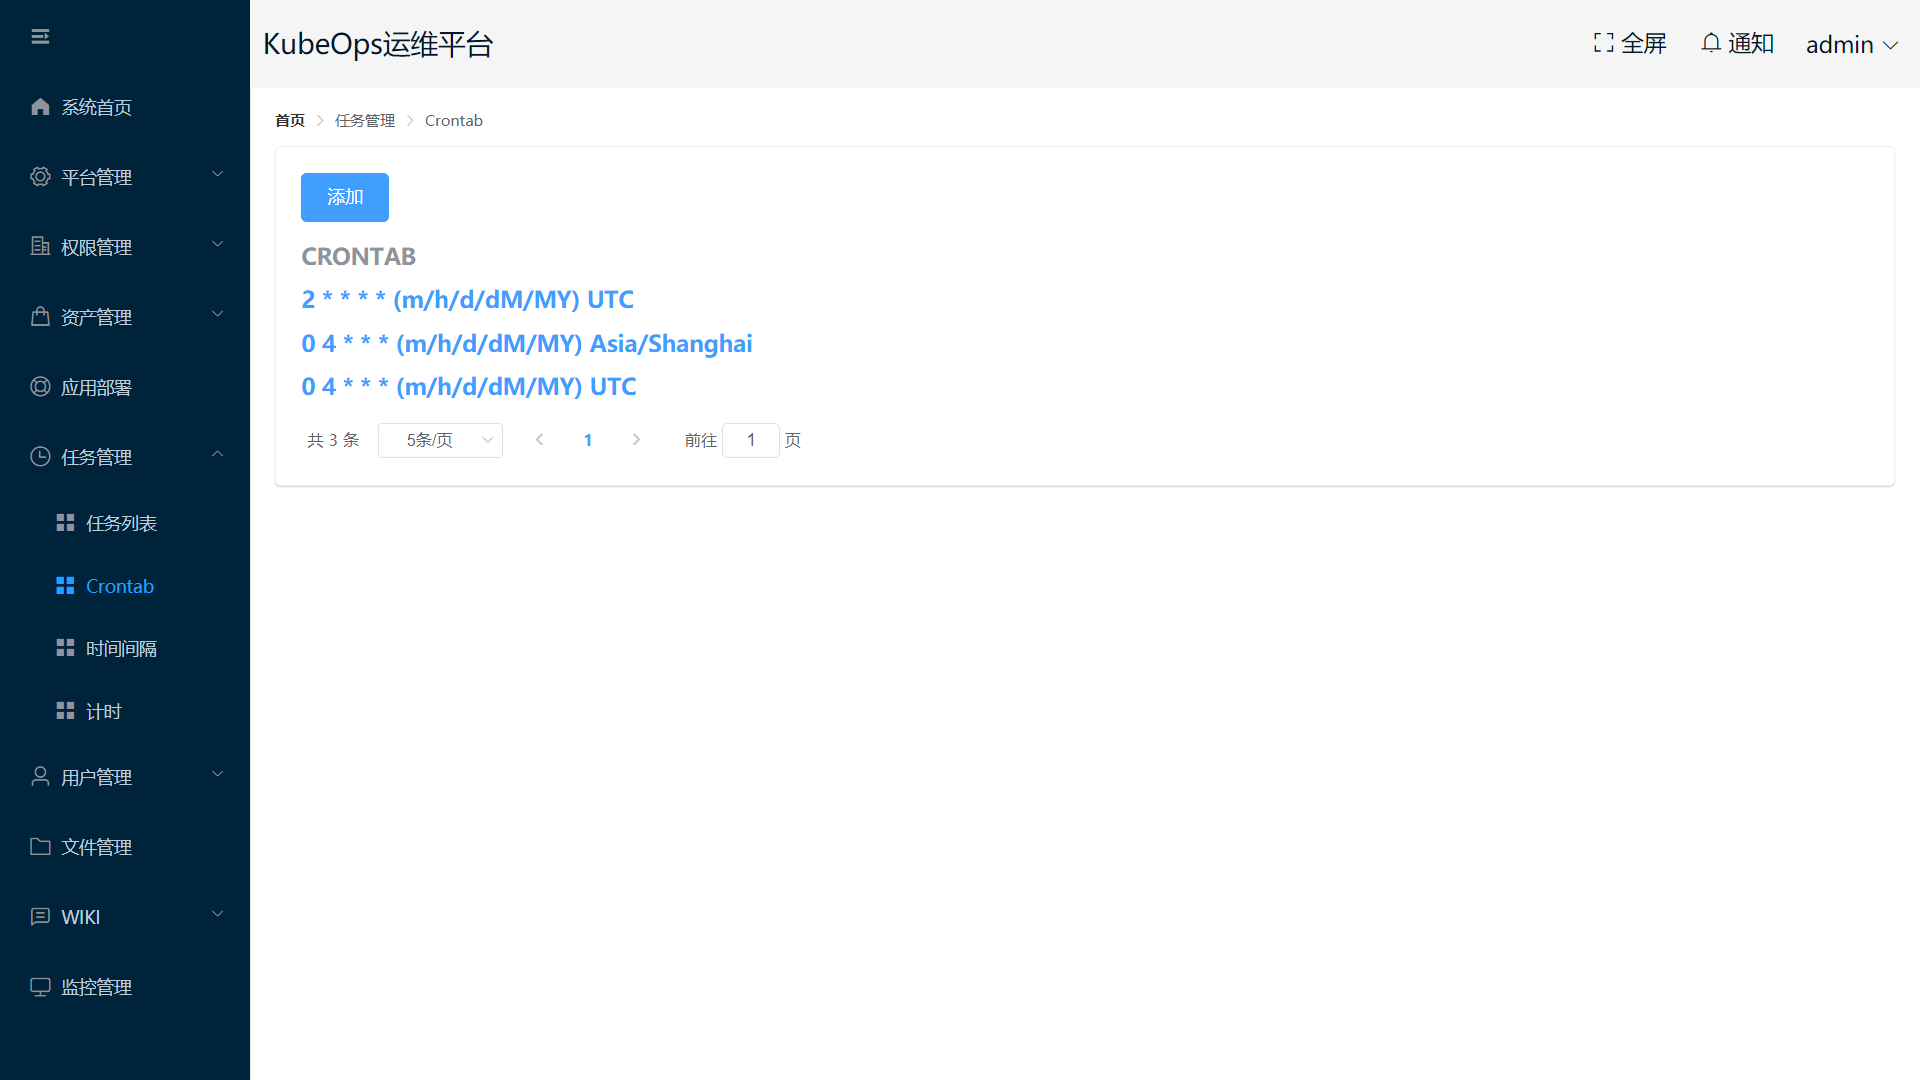 KubeOps运维平台
全屏
通知
admin
系统首页
平台管理
权限管理
资产管理
应用部署
任务管理
任务列表
Crontab
时间间隔
计时
用户管理
文件管理
WIKI
监控管理
首页 任务管理 Crontab
添加
CRONTAB
2 * * * * (m/h/d/dM/MY) UTC
0 4 * * * (m/h/d/dM/MY) Asia/Shanghai
0 4 * * * (m/h/d/dM/MY) UTC
共 3 条 5条/页 1 前往 1 页